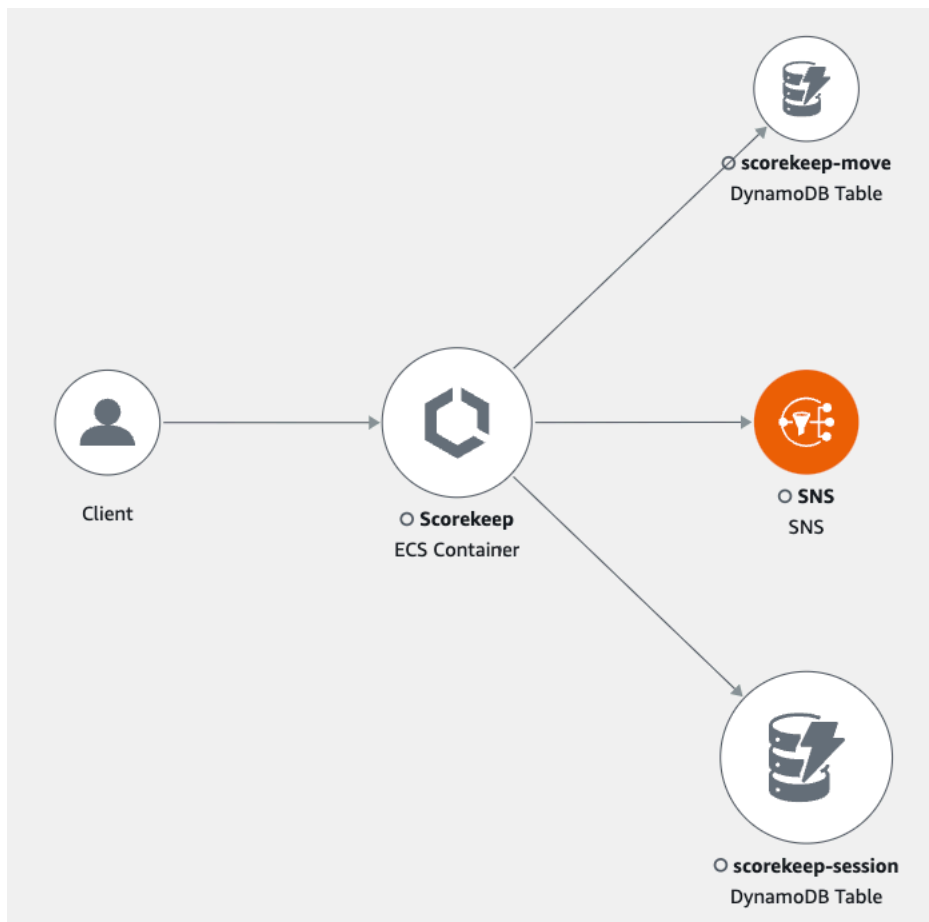 scorekeep-move
DynamoDB Table
Client
Scorekeep
ECS Container
SNS
SNS
scorekeep-session
DynamoDB Table